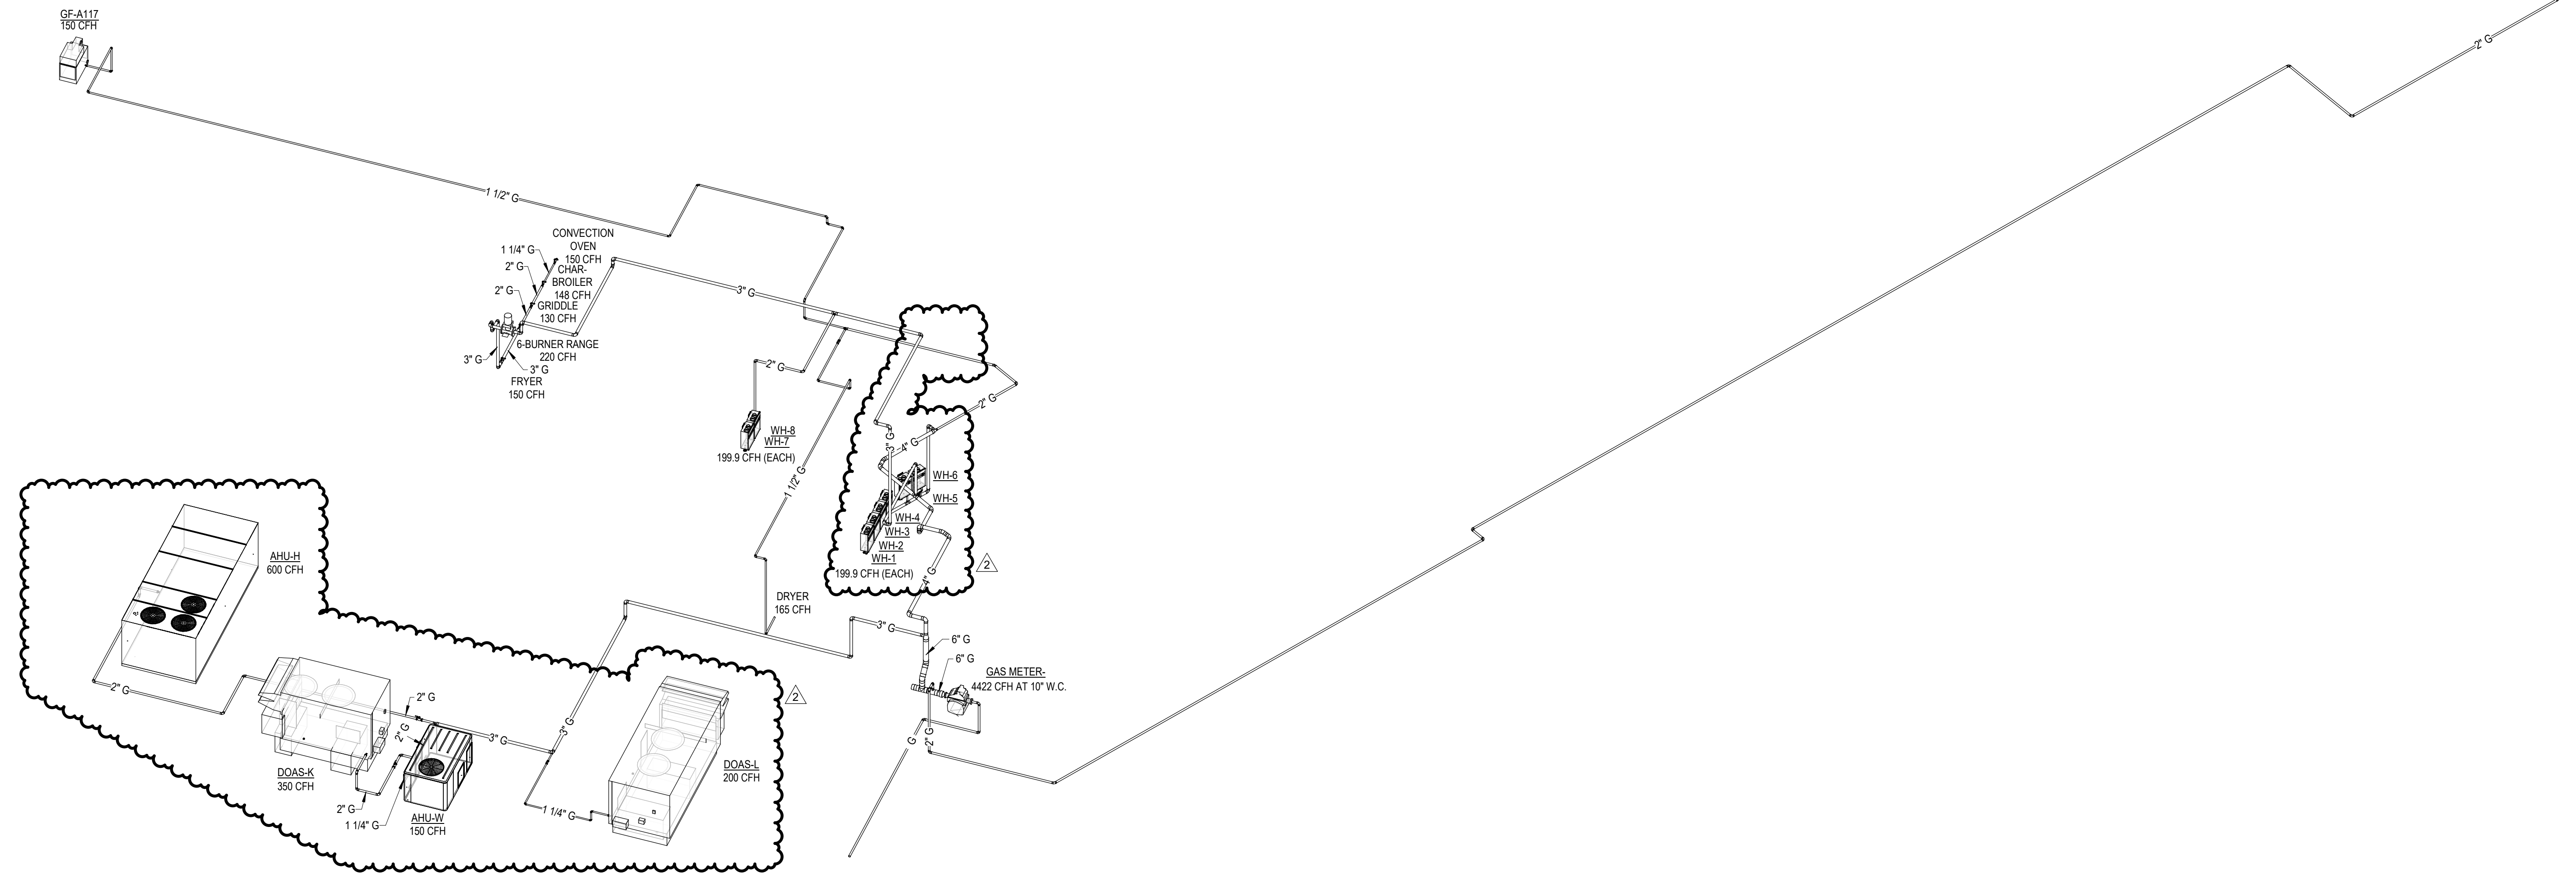 GF-A117
150 CFH
2" G
1 1/2" G
CONVECTION
OVEN
150 CFH
1 1/4" G
2" G
CHAR-
BROILER
148 CFH
2" G
GRIDDLE
130 CFH
3" G
6-BURNER RANGE
220 CFH
3" G
3" G
FRYER
150 CFH
2" G
2" G
WH-8
WH-7
199.9 CFH (EACH)
3" G
4" G
1 1/2" G
WH-6
WH-5
WH-4
WH-3
WH-2
WH-1
199.9 CFH (EACH)
2
4" G
AHU-H
600 CFH
DRYER
165 CFH
3" G
6" G
6" G
GAS METER-
4422 CFH AT 10" W.C.
2" G
2" G
2" G
3" G
3" G
2
G
2" G
DOAS-K
350 CFH
DOAS-L
200 CFH
2" G
1 1/4" G
1 1/4" G
AHU-W
150 CFH